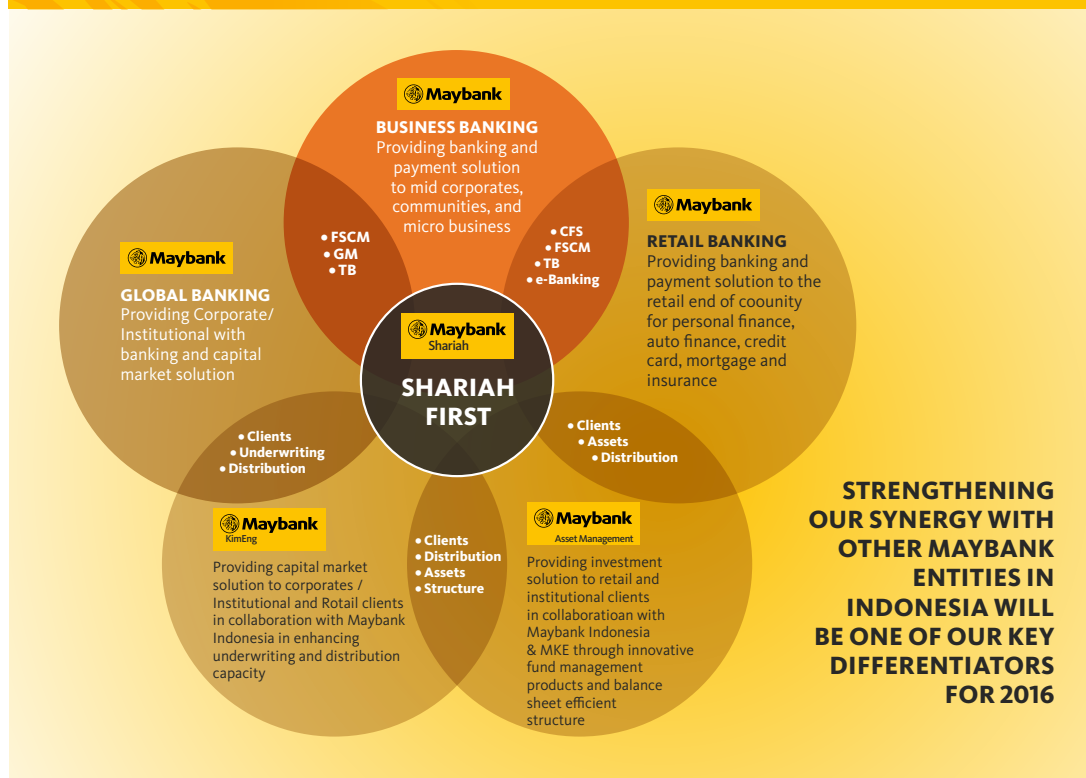 Maybank
BUSINESS BANKING
Providing banking and
payment solution
to mid corporates,
communities, and
micro business
• FSCM
• GM
• TB
• CFS
• FSCM
• TB
• e-Banking
Maybank
RETAIL BANKING
Providing banking and
payment solution to the
retail end of coounity
for personal finance,
auto finance, credit
card, mortgage and
insurance
Maybank
GLOBAL BANKING
Providing Corporate/
Institutional with
banking and capital
market solution
Maybank
Shariah
SHARIAH
FIRST
• Clients
• Underwriting
• Distribution
• Clients
• Assets
• Distribution
Maybank
KimEng
Providing capital market
solution to corporates /
Institutional and Rotail clients
in collaboration with Maybank
Indonesia in enhancing
underwriting and distribution
capacity
• Clients
• Distribution
• Assets
• Structure
Maybank
Asset Management
Providing investment
solution to retail and
institutional clients
in collaboratioan with
Maybank Indonesia
& MKE through innovative
fund management
products and balance
sheet efficient
structure
STRENGTHENING
OUR SYNERGY WITH
OTHER MAYBANK
ENTITIES IN
INDONESIA WILL
BE ONE OF OUR KEY
DIFFERENTIATORS
FOR 2016